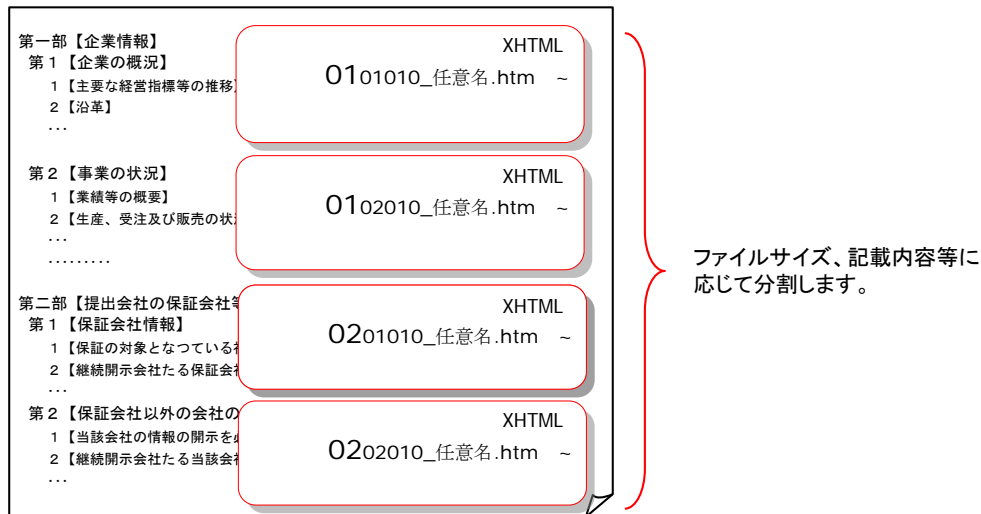 第一部【企業情報】
第１【企業の概況】
１【主要な経営指標等の推移】
２【沿革】
...
XHTML
0101010_任意名.htm ～
第２【事業の状況】
１【業績等の概要】
２【生産、受注及び販売の状
...
.........
XHTML
0102010_任意名.htm ～
第二部【提出会社の保証会社等
第１【保証会社情報】
１【保証の対象となつている
２【継続開示会社たる保証会
...
XHTML
0201010_任意名.htm ～
第２【保証会社以外の会社の
１【当該会社の情報の開示を
２【継続開示会社たる当該会
...
XHTML
0202010_任意名.htm ～
ファイルサイズ、記載内容等に
応じて分割します。